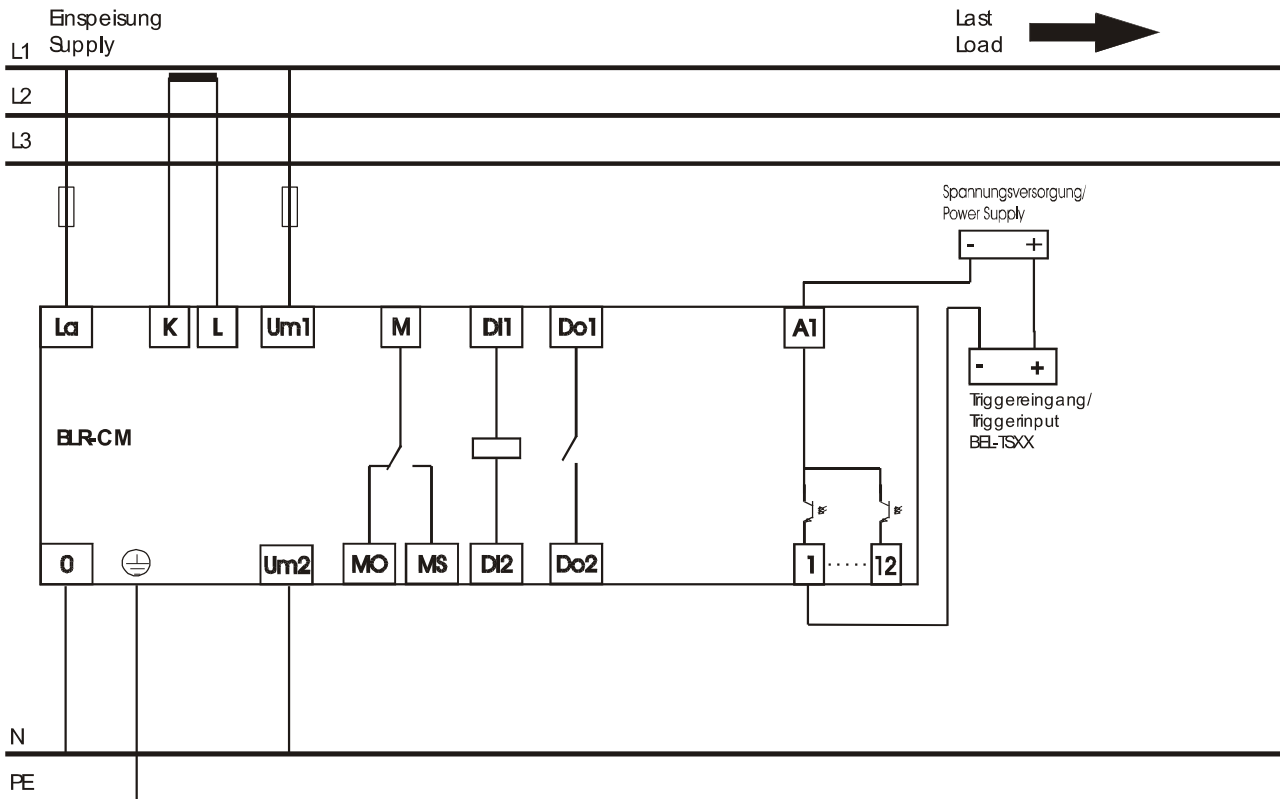 Einspeisung
Supply
Last
Load
L1
L2
L3
Spannungsversorgung/
Power Supply
- +
La K L Um1 M DI1 Do1 A1
- +
Triggereingang/
Triggerinput
BEL-TSXX
BLR-CM
0 Um2 MO MS DI2 Do2 1 ..... 12
N
PE